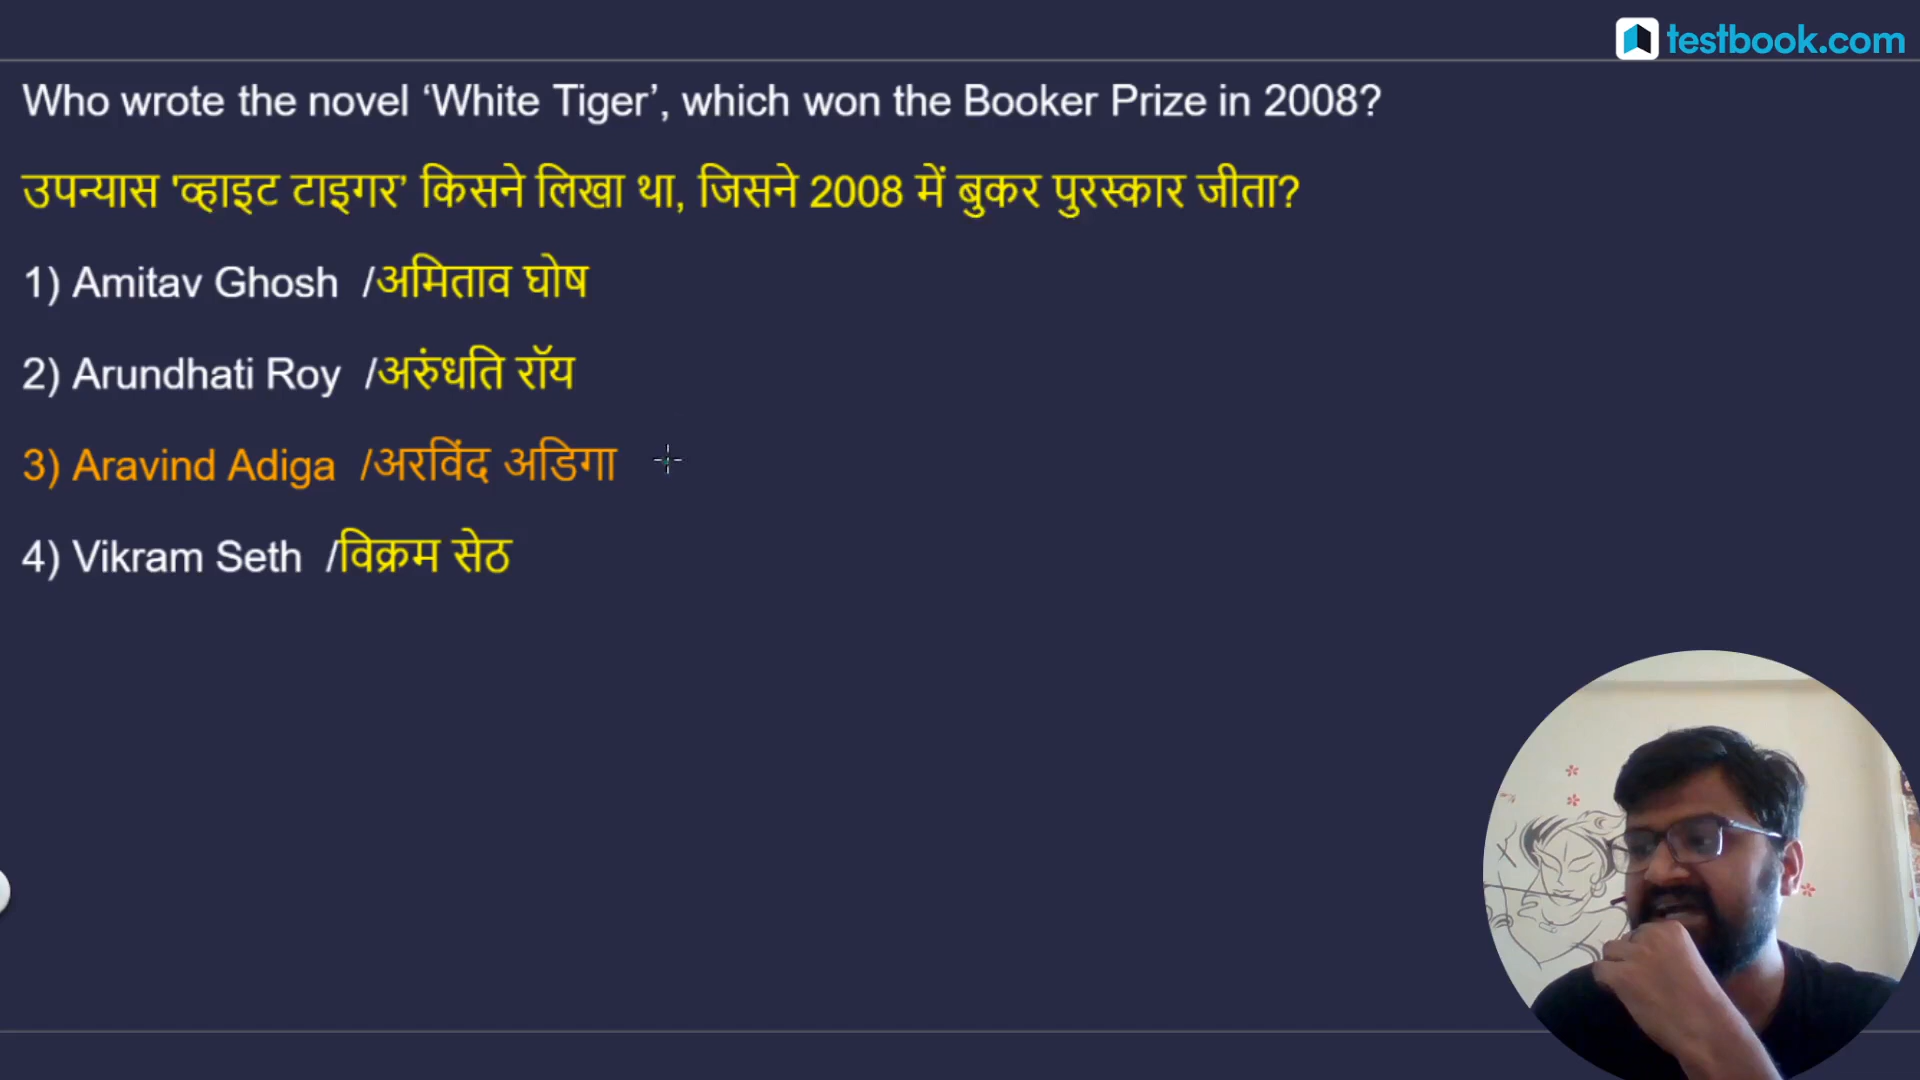 testbook.com
Who wrote the novel ‘White Tiger’, which won the Booker Prize in 2008?
उपन्यास 'व्हाइट टाइगर’ किसने लिखा था, जिसने 2008 में बुकर पुरस्कार जीता?
1) Amitav Ghosh /अमिताव घोष
2) Arundhati Roy /अरुंधति रॉय
3) Aravind Adiga /अरविंद अडिगा
4) Vikram Seth /विक्रम सेठ